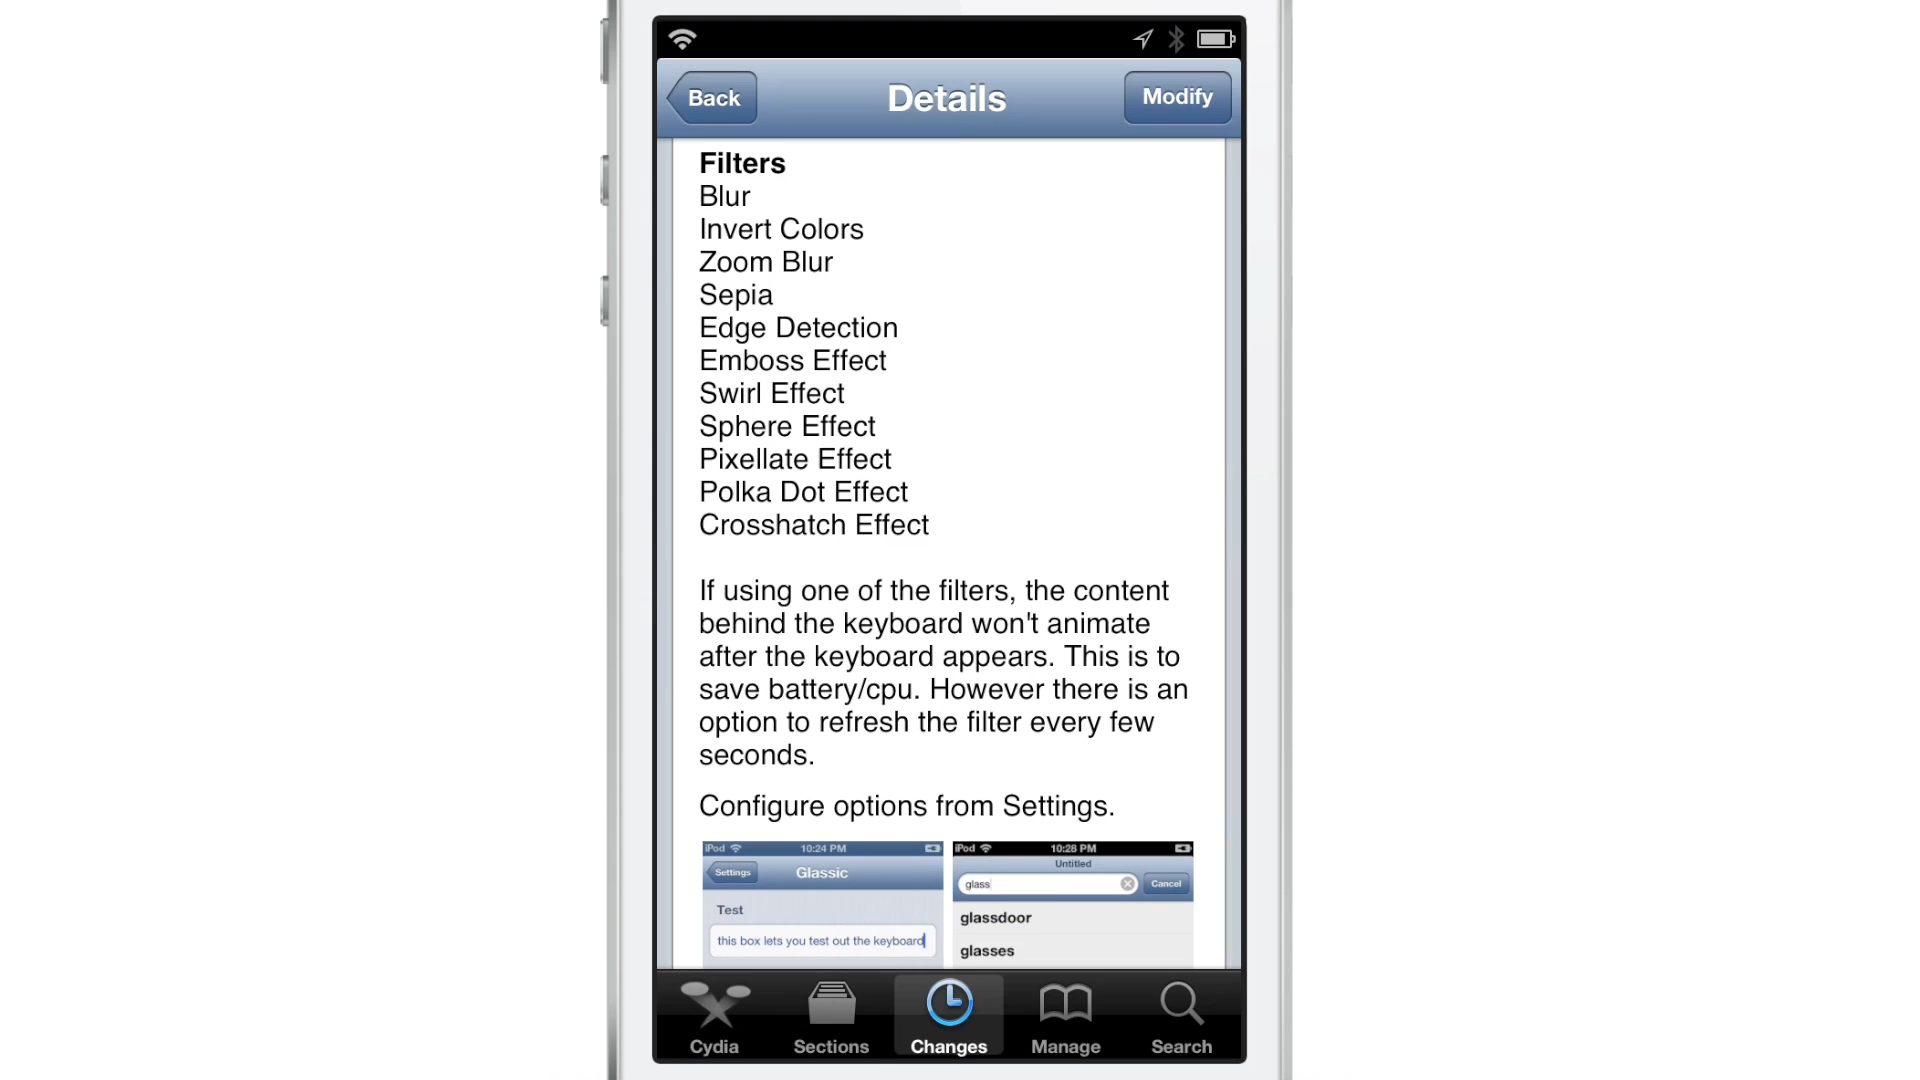 Back
Details
Modify
Filters
Blur
Invert Colors
Zoom Blur
Sepia
Edge Detection
Emboss Effect
Swirl Effect
Sphere Effect
Pixellate Effect
Polka Dot Effect
Crosshatch Effect
If using one of the filters, the content
behind the keyboard won't animate
after the keyboard appears. This is to
save battery/cpu. However there is an
option to refresh the filter every few
seconds.
Configure options from Settings.
iPod 10:24 PM
Settings
Glassic
Test
this box lets you test out the keyboard
iPod 10:28 PM
Untitled
glass
Cancel
glassdoor
glasses
Cydia
Sections
Changes
Manage
Search